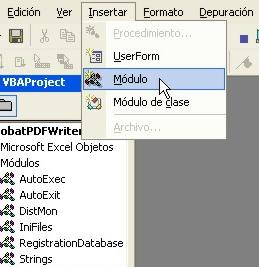 Edición Ver Insertar Formato Depuración
Procedimiento...
UserForm
Módulo
Módulo de clase
Archivo...
VBAProject
obatPDFWriter
Microsoft Excel Objetos
Módulos
AutoExec
AutoExit
DistMon
IniFiles
RegistrationDatabase
Strings